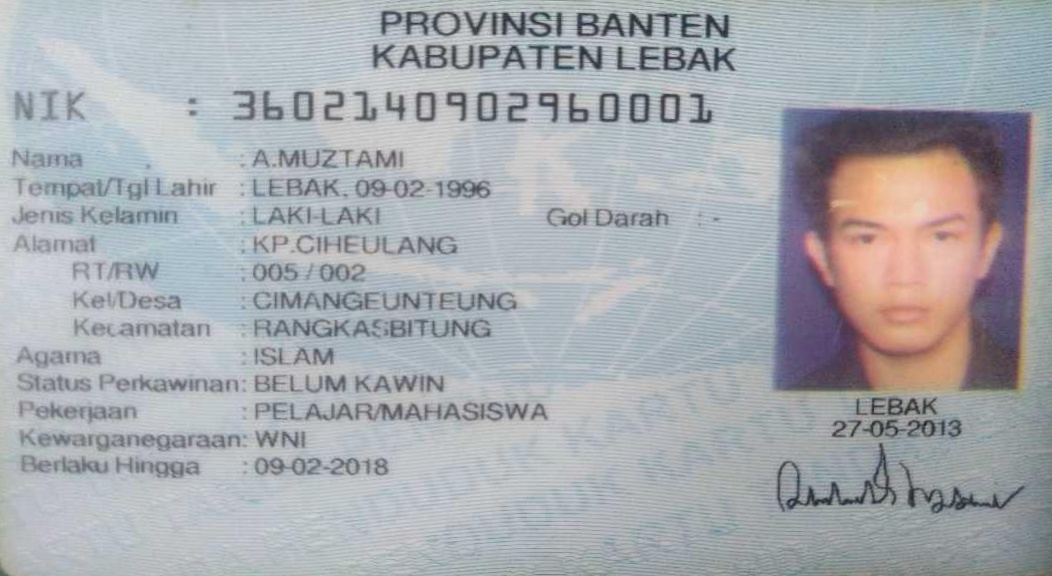 PROVINSI BANTEN
KABUPATEN LEBAK
NIK : 3602140902960001
Nama : A.MUZTAMI
Tempat/Tgl Lahir : LEBAK, 09-02-1996
Jenis Kelamin : LAKI-LAKI Gol Darah : -
Alamat : KP.CIHEULANG
RT/RW : 005 / 002
Kel/Desa : CIMANGEUNTEUNG
Kecamatan : RANGKASBITUNG
Agama : ISLAM
Status Perkawinan: BELUM KAWIN
Pekerjaan : PELAJAR/MAHASISWA
Kewarganegaraan: WNI
Berlaku Hingga : 09-02-2018
LEBAK
27-05-2013